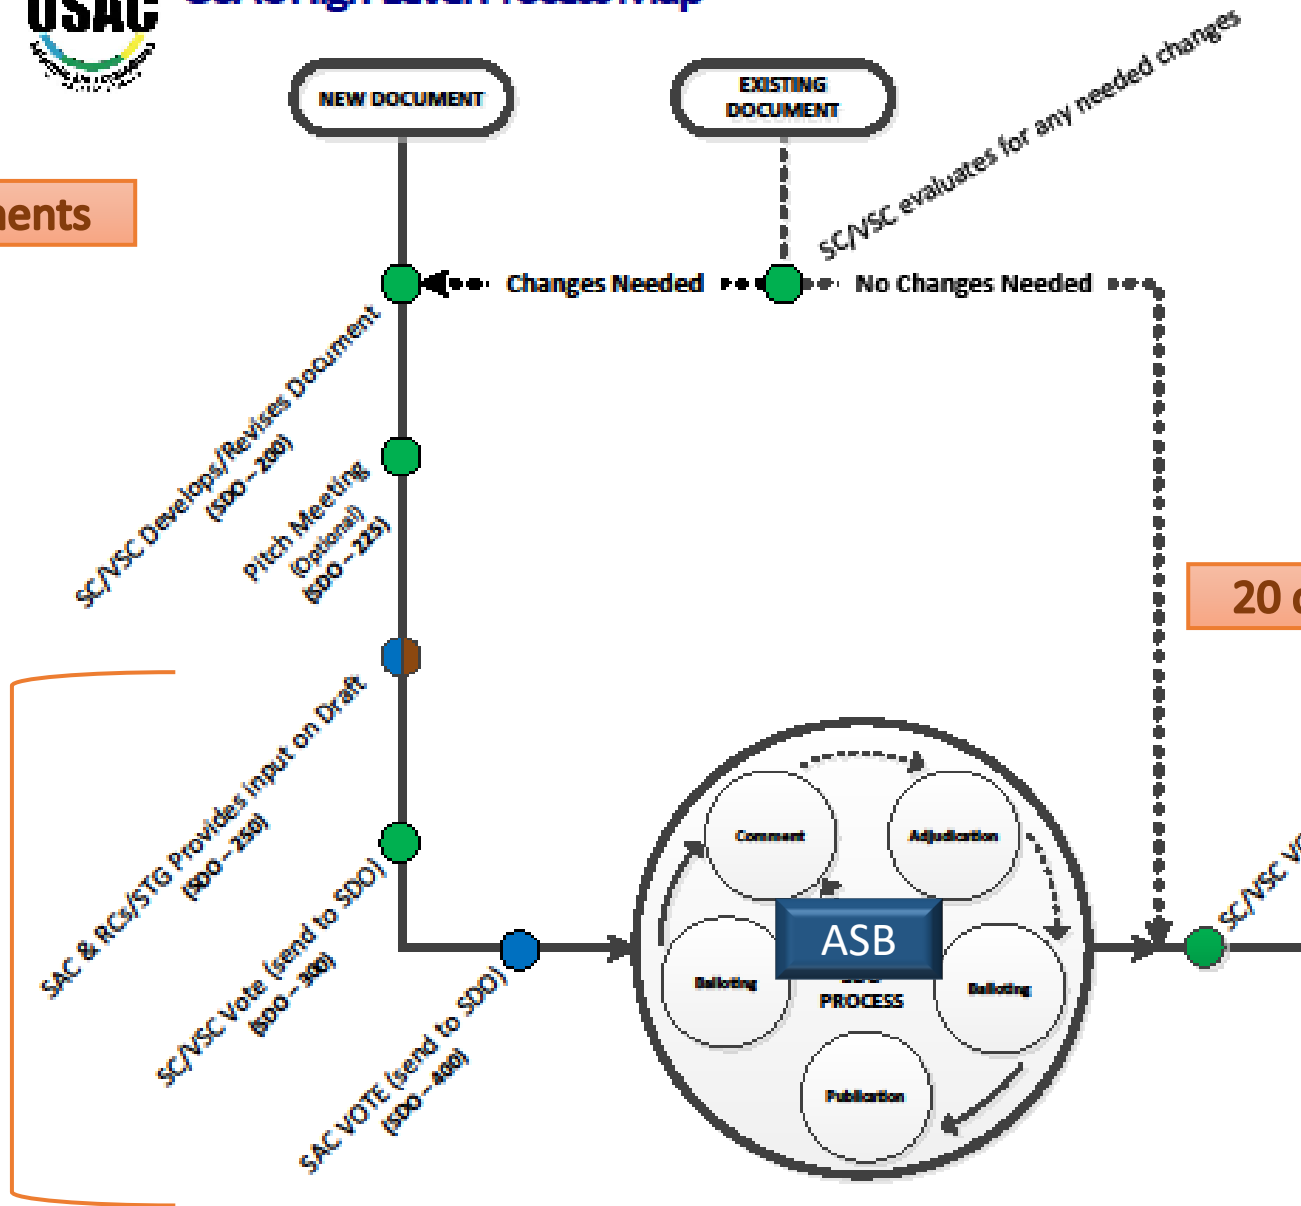 NEW DOCUMENT
EXISTING
DOCUMENT
SC/VSC evaluates for any needed changes
Changes Needed
No Changes Needed
SC/VSC Develops/Revises Document
(SDO – 200)
Pitch Meeting
(Optional)
(SDO – 225)
20
SAC & RCs/STG Provides input on Draft
(SDO – 250)
SC/VSC Vote (send to SDO)
(SDO – 300)
SAC VOTE (send to SDO)
(SDO – 400)
Comment
Adjudication
ASB
PROCESS
Balloting
Balloting
Publication
SC/VSC